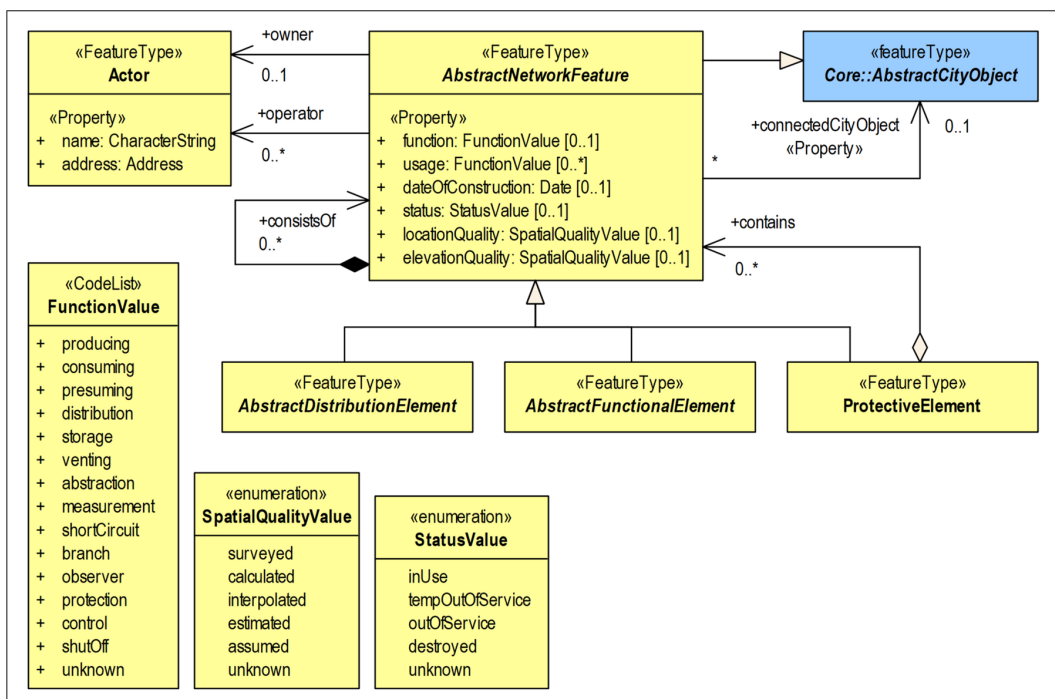 «FeatureType»
Actor
«Property»
+ name: CharacterString
+ address: Address
+owner
0..1
+operator
0..*
«FeatureType»
AbstractNetworkFeature
«Property»
+ function: FunctionValue [0..1]
+ usage: FunctionValue [0..*]
+ dateOfConstruction: Date [0..1]
+ status: StatusValue [0..1]
+ locationQuality: SpatialQualityValue [0..1]
+ elevationQuality: SpatialQualityValue [0..1]
«featureType»
Core::AbstractCityObject
+connectedCityObject
0..1
«Property»
*
+consistsOf
0..*
+contains
0..*
«FeatureType»
AbstractDistributionElement
«FeatureType»
AbstractFunctionalElement
«FeatureType»
ProtectiveElement
«CodeList»
FunctionValue
+ producing
+ consuming
+ presuming
+ distribution
+ storage
+ venting
+ abstraction
+ measurement
+ shortCircuit
+ branch
+ observer
+ protection
+ control
+ shutOff
+ unknown
«enumeration»
SpatialQualityValue
surveyed
calculated
interpolated
estimated
assumed
unknown
«enumeration»
StatusValue
inUse
tempOutOfService
outOfService
destroyed
unknown